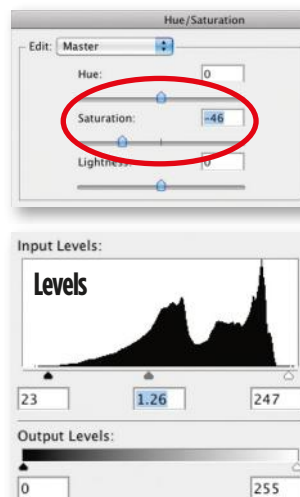 Hue/Saturation
Edit: Master
Hue: 0
Saturation: -46
Lightness: 0
Input Levels:
Levels
23 1.26 247
Output Levels:
0 255